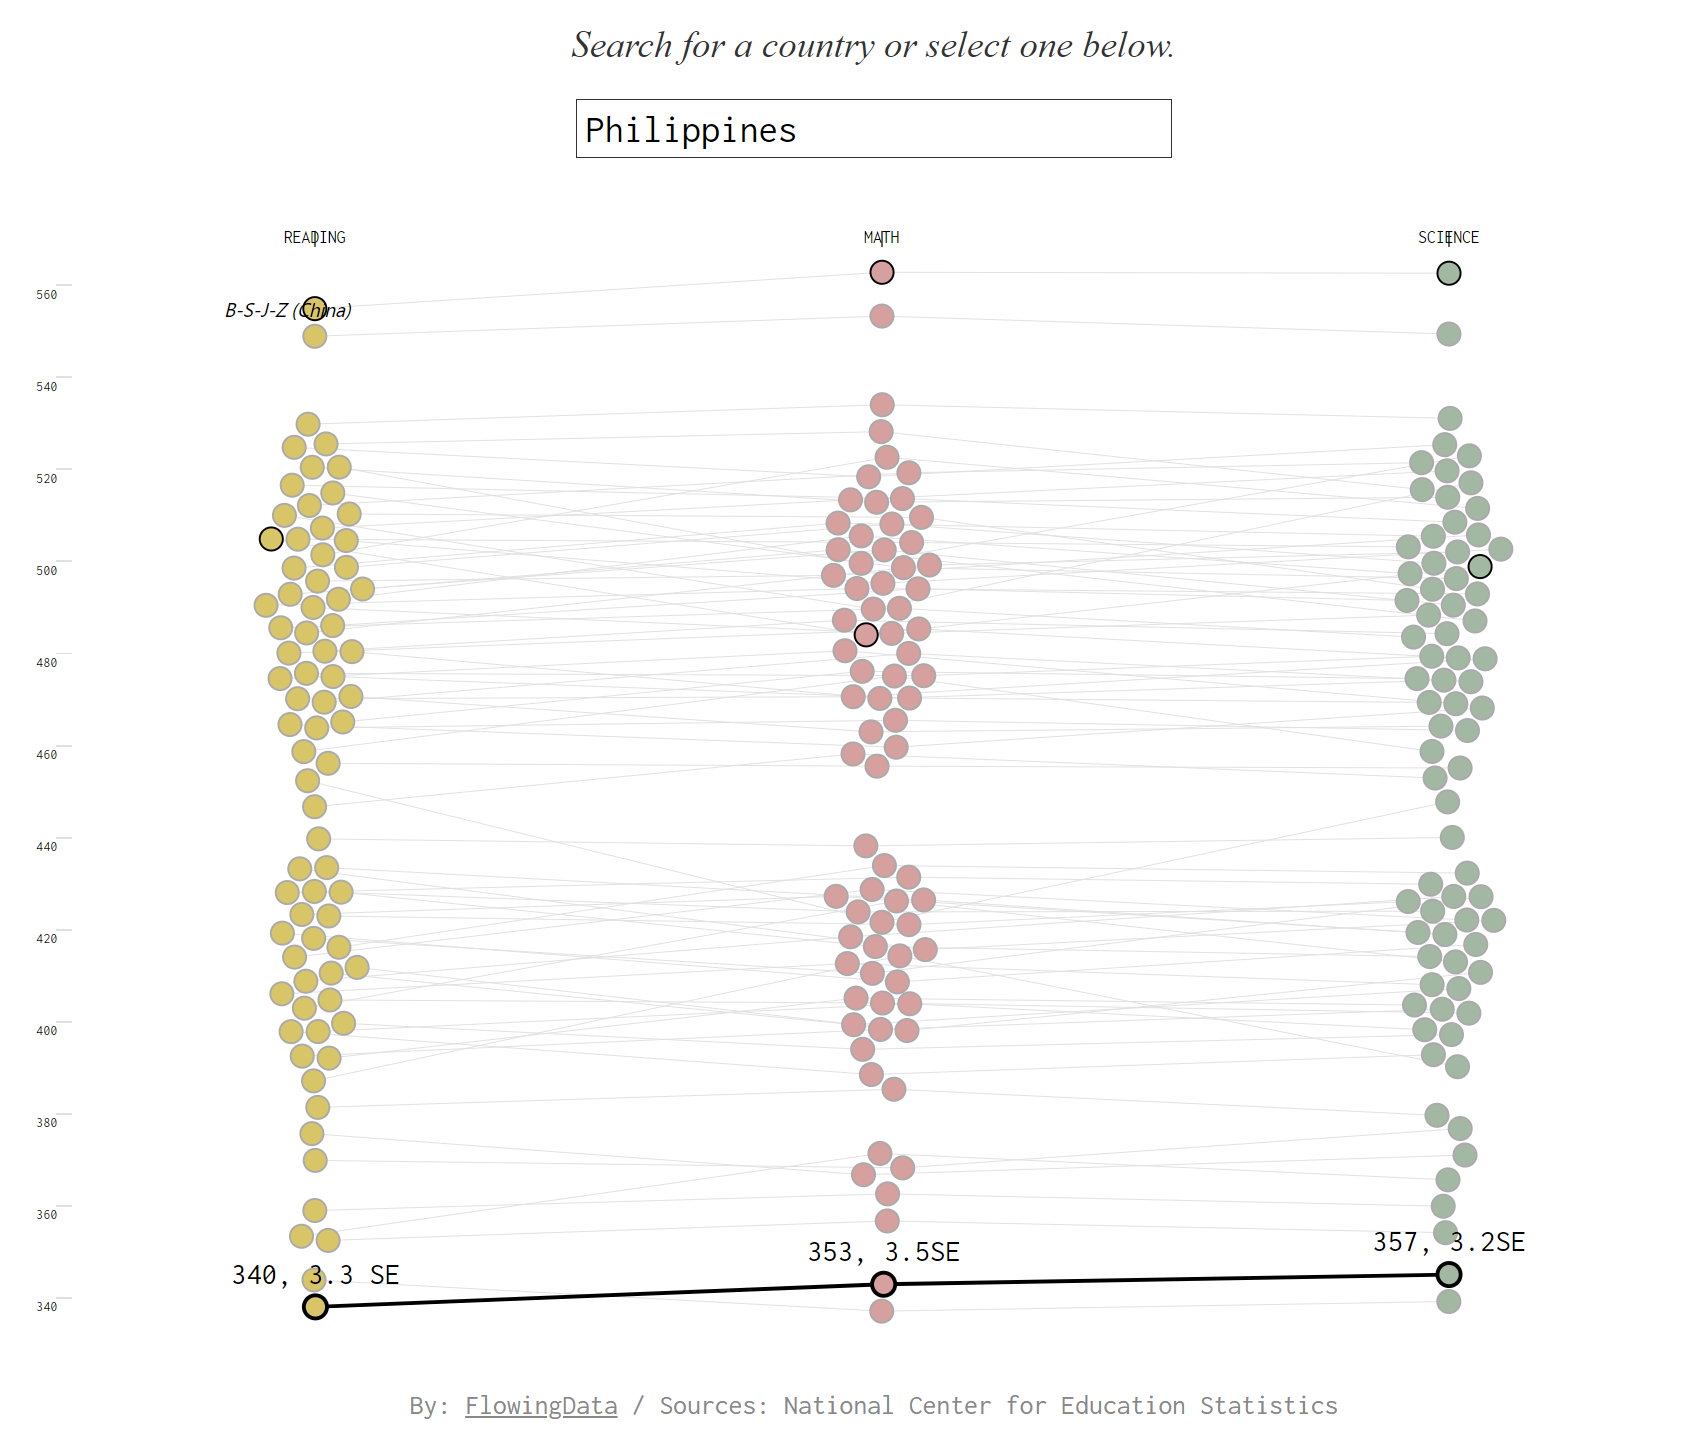 Search for a country or select one below.
Philippines
READING MATH SCIENCE
560
B-S-J-Z (China)
540
520
500
480
460
440
420
400
380
360
353, 3.5SE 357, 3.2SE
340, 3.3 SE
340
By: FlowingData / Sources: National Center for Education Statistics